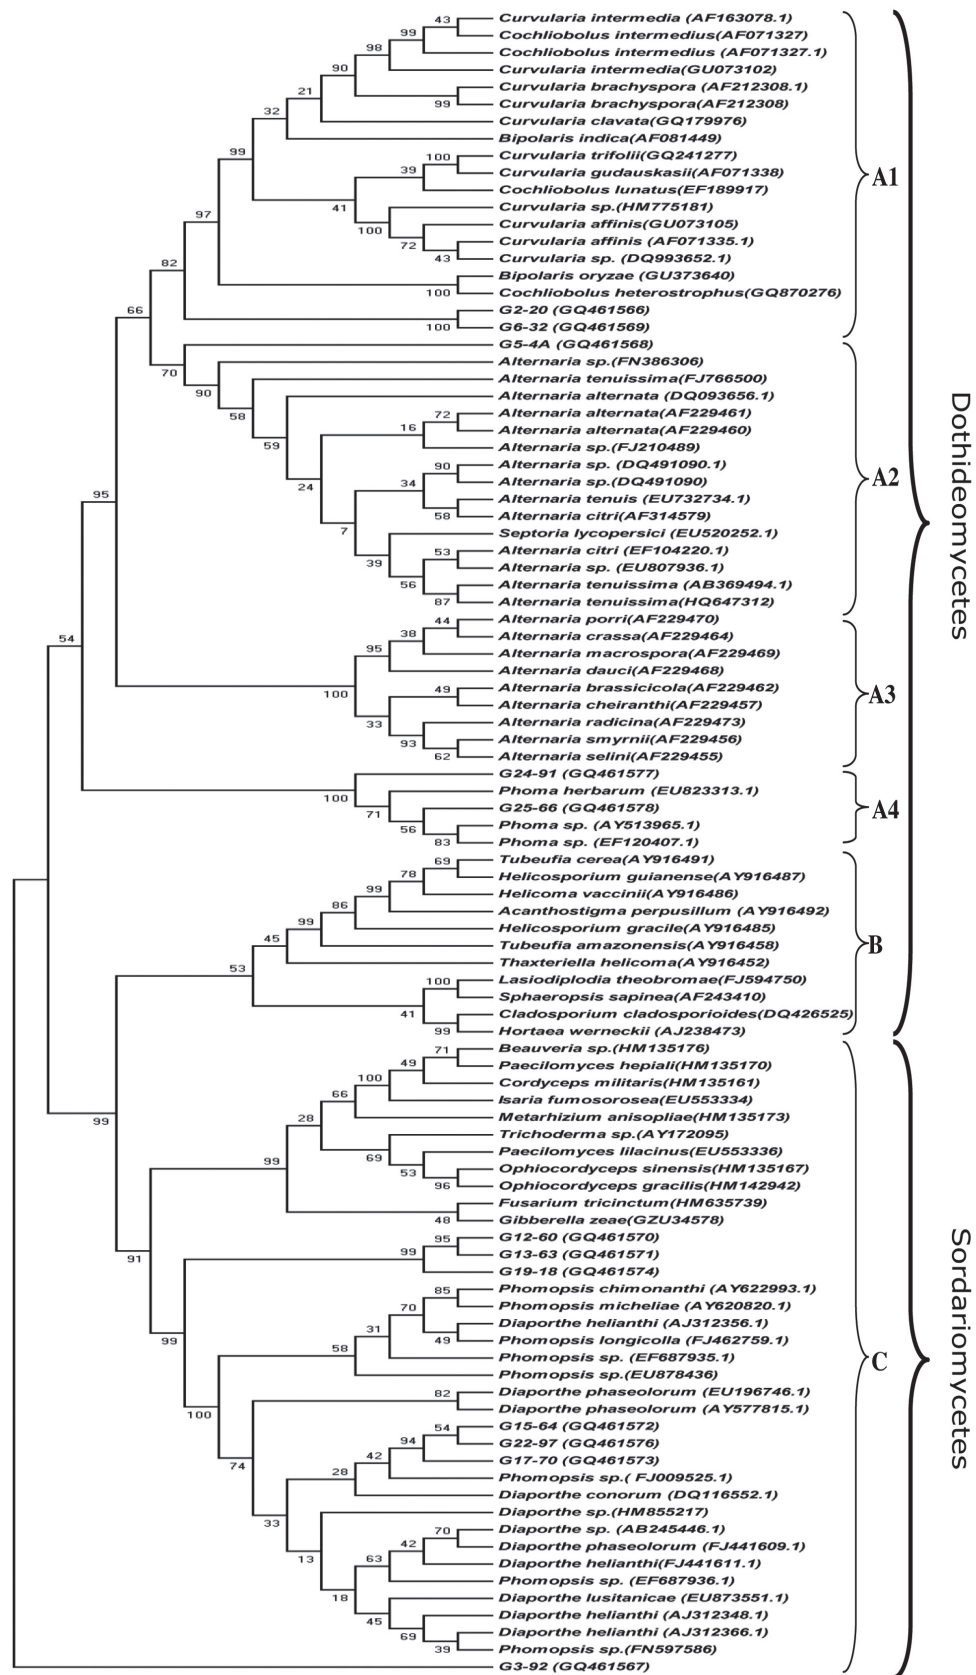 43
Curvularia intermedia (AF163078.1)
99
Cochliobolus intermedius(AF071327)
98
Cochliobolus intermedius (AF071327.1)
90
Curvularia intermedia(GU073102)
21
Curvularia brachyspora (AF212308.1)
99
Curvularia brachyspora(AF212308)
32
Curvularia clavata(GQ179976)
Bipolaris indica(AF081449)
99
100
Curvularia trifolii(GQ241277)
39
Curvularia gudauskasii(AF071338)
A1
Cochliobolus lunatus(EF189917)
41
Curvularia sp.(HM775181)
97
100
Curvularia affinis(GU073105)
72
Curvularia affinis (AF071335.1)
43
Curvularia sp. (DQ993652.1)
82
Bipolaris oryzae (GU373640)
100
Cochliobolus heterostrophus(GQ870276)
66
G2-20 (GQ461566)
100
G6-32 (GQ461569)
G5-4A (GQ461568)
70
Alternaria sp.(FN386306)
90
Alternaria tenuissima(FJ766500)
58
Alternaria alternata (DQ093656.1)
72
Alternaria alternata(AF229461)
16
Alternaria alternata(AF229460)
59
Alternaria sp.(FJ210489)
90
Alternaria sp. (DQ491090.1)
34
Alternaria sp.(DQ491090)
A2
24
Alternaria tenuis (EU732734.1)
58
Alternaria citri(AF314579)
7
Septoria lycopersici (EU520252.1)
39
53
Alternaria citri (EF104220.1)
Alternaria sp. (EU807936.1)
56
Alternaria tenuissima (AB369494.1)
87
Alternaria tenuissima(HQ647312)
Dothideomycetes
95
44
Alternaria porri(AF229470)
38
Alternaria crassa(AF229464)
95
Alternaria macrospora(AF229469)
Alternaria dauci(AF229468)
54
100
49
Alternaria brassicicola(AF229462)
A3
Alternaria cheiranthi(AF229457)
33
Alternaria radicina(AF229473)
93
Alternaria smyrnii(AF229456)
62
Alternaria selini(AF229455)
G24-91 (GQ461577)
100
Phoma herbarum (EU823313.1)
71
G25-66 (GQ461578)
A4
56
Phoma sp. (AY513965.1)
83
Phoma sp. (EF120407.1)
69
Tubeufia cerea(AY916491)
78
Helicosporium guianense(AY916487)
99
Helicoma vaccinii(AY916486)
86
Acanthostigma perpusillum (AY916492)
99
Helicosporium gracile(AY916485)
45
Tubeufia amazonensis(AY916458)
B
53
Thaxteriella helicoma(AY916452)
100
Lasiodiplodia theobromae(FJ594750)
Sphaeropsis sapinea(AF243410)
41
Cladosporium cladosporioides(DQ426525)
99
Hortaea werneckii (AJ238473)
99
71
Beauveria sp.(HM135176)
49
Paecilomyces hepiali(HM135170)
100
Cordyceps militaris(HM135161)
66
Isaria fumosorosea(EU553334)
28
Metarhizium anisopliae(HM135173)
Trichoderma sp.(AY172095)
69
Paecilomyces lilacinus(EU553336)
99
53
Ophiocordyceps sinensis(HM135167)
96
Ophiocordyceps gracilis(HM142942)
Fusarium tricinctum(HM635739)
48
Gibberella zeae(GZU34578)
91
95
G12-60 (GQ461570)
99
G13-63 (GQ461571)
G19-18 (GQ461574)
85
Phomopsis chimonanthi (AY622993.1)
70
Phomopsis micheliae (AY620820.1)
99
31
Diaporthe helianthi (AJ312356.1)
49
Phomopsis longicolla (FJ462759.1)
58
Phomopsis sp. (EF687935.1)
C
Phomopsis sp.(EU878436)
Sordariomycetes
100
82
Diaporthe phaseolorum (EU196746.1)
Diaporthe phaseolorum (AY577815.1)
54
G15-64 (GQ461572)
94
G22-97 (GQ461576)
74
42
G17-70 (GQ461573)
28
Phomopsis sp.( FJ009525.1)
Diaporthe conorum (DQ116552.1)
33
Diaporthe sp.(HM855217)
70
Diaporthe sp. (AB245446.1)
13
42
Diaporthe phaseolorum (FJ441609.1)
63
Diaporthe helianthi(FJ441611.1)
Phomopsis sp. (EF687936.1)
18
Diaporthe lusitanicae (EU873551.1)
45
Diaporthe helianthi (AJ312348.1)
69
Diaporthe helianthi (AJ312366.1)
39
Phomopsis sp.(FN597586)
G3-92 (GQ461567)